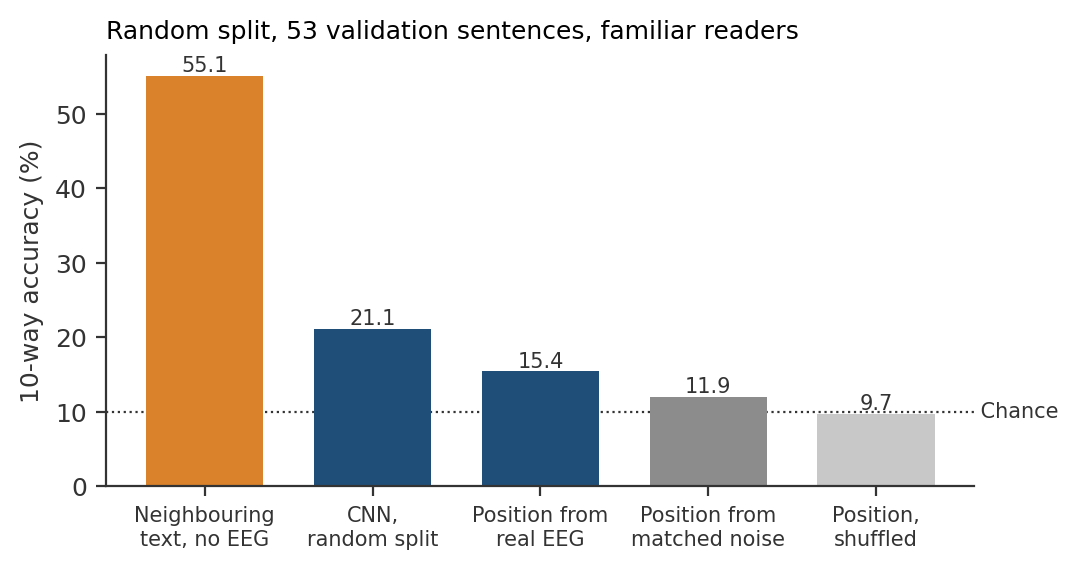 Random split, 53 validation sentences, familiar readers
10-way accuracy (%)
50
40
30
20
10
0
55.1
21.1
15.4
11.9
9.7
Chance
Neighbouring
text, no EEG
CNN,
random split
Position from
real EEG
Position from
matched noise
Position,
shuffled